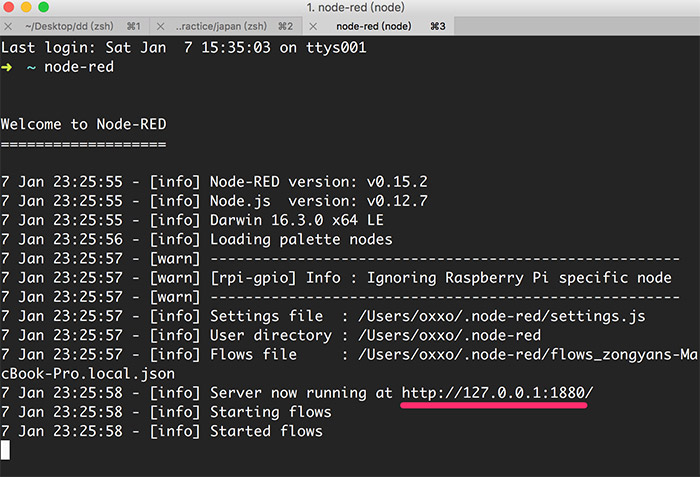 1. node-red (node)
~/Desktop/dd (zsh) ⌘1
..ractice/japan (zsh) ⌘2
node-red (node) ⌘3
Last login: Sat Jan  7 15:35:03 on ttys001
➜  ~ node-red
Welcome to Node-RED
===================
7 Jan 23:25:55 - [info] Node-RED version: v0.15.2
7 Jan 23:25:55 - [info] Node.js  version: v0.12.7
7 Jan 23:25:55 - [info] Darwin 16.3.0 x64 LE
7 Jan 23:25:56 - [info] Loading palette nodes
7 Jan 23:25:57 - [warn] ------------------------------------------------------
7 Jan 23:25:57 - [warn] [rpi-gpio] Info : Ignoring Raspberry Pi specific node
7 Jan 23:25:57 - [warn] ------------------------------------------------------
7 Jan 23:25:57 - [info] Settings file  : /Users/oxxo/.node-red/settings.js
7 Jan 23:25:57 - [info] User directory : /Users/oxxo/.node-red
7 Jan 23:25:57 - [info] Flows file     : /Users/oxxo/.node-red/flows_zongyans-Ma
cBook-Pro.local.json
7 Jan 23:25:58 - [info] Server now running at http://127.0.0.1:1880/
7 Jan 23:25:58 - [info] Starting flows
7 Jan 23:25:58 - [info] Started flows